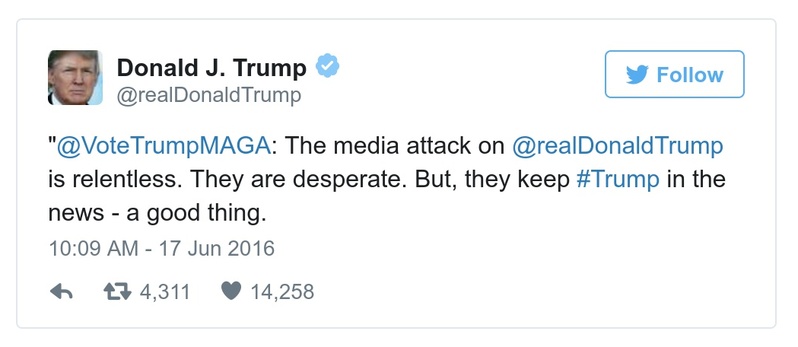 Donald J. Trump
@realDonaldTrump
Follow
"@VoteTrumpMAGA: The media attack on @realDonaldTrump
is relentless. They are desperate. But, they keep #Trump in the
news - a good thing.
10:09 AM - 17 Jun 2016
4,311 14,258